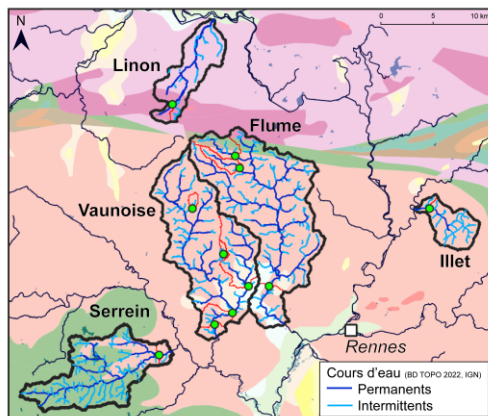 N
0 5 10 km
Linon
Flume
Vaunoise
Illet
Serrein
Rennes
Cours d'eau (BD TOPO 2022, IGN)
Permanents
Intermittents